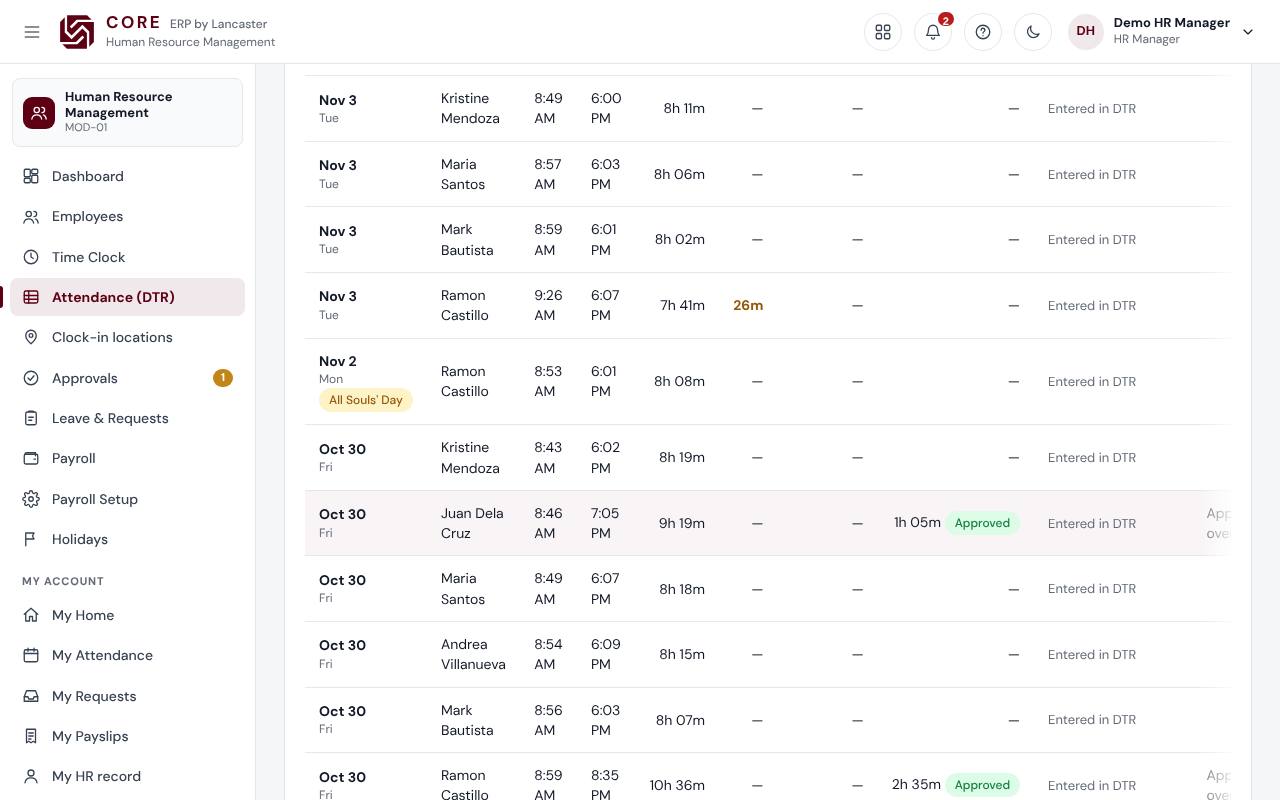 CORE ERP by Lancaster
Human Resource Management
2
DH
Demo HR Manager
HR Manager
Human Resource
Management
MOD-01
Dashboard
Employees
Time Clock
Attendance (DTR)
Clock-in locations
Approvals 1
Leave & Requests
Payroll
Payroll Setup
Holidays
MY ACCOUNT
My Home
My Attendance
My Requests
My Payslips
My HR record
Nov 3 Tue Kristine Mendoza 8:49 AM 6:00 PM 8h 11m — — — Entered in DTR
Nov 3 Tue Maria Santos 8:57 AM 6:03 PM 8h 06m — — — Entered in DTR
Nov 3 Tue Mark Bautista 8:59 AM 6:01 PM 8h 02m — — — Entered in DTR
Nov 3 Tue Ramon Castillo 9:26 AM 6:07 PM 7h 41m 26m — — Entered in DTR
Nov 2 Mon All Souls' Day Ramon Castillo 8:53 AM 6:01 PM 8h 08m — — — Entered in DTR
Oct 30 Fri Kristine Mendoza 8:43 AM 6:02 PM 8h 19m — — — Entered in DTR
Oct 30 Fri Juan Dela Cruz 8:46 AM 7:05 PM 9h 19m — — 1h 05m Approved Entered in DTR
Oct 30 Fri Maria Santos 8:49 AM 6:07 PM 8h 18m — — — Entered in DTR
Oct 30 Fri Andrea Villanueva 8:54 AM 6:09 PM 8h 15m — — — Entered in DTR
Oct 30 Fri Mark Bautista 8:56 AM 6:03 PM 8h 07m — — — Entered in DTR
Oct 30 Fri Ramon Castillo 8:59 AM 8:35 PM 10h 36m — — 2h 35m Approved Entered in DTR